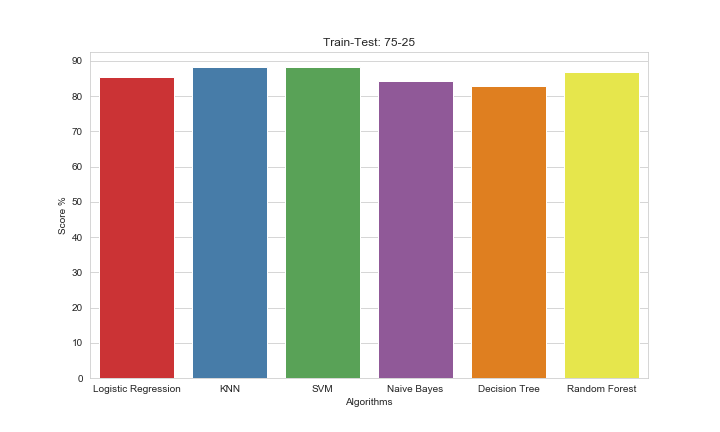 Train-Test: 75-25
Score %
90
80
70
60
50
40
30
20
10
0
Logistic Regression KNN SVM Naive Bayes Decision Tree Random Forest
Algorithms